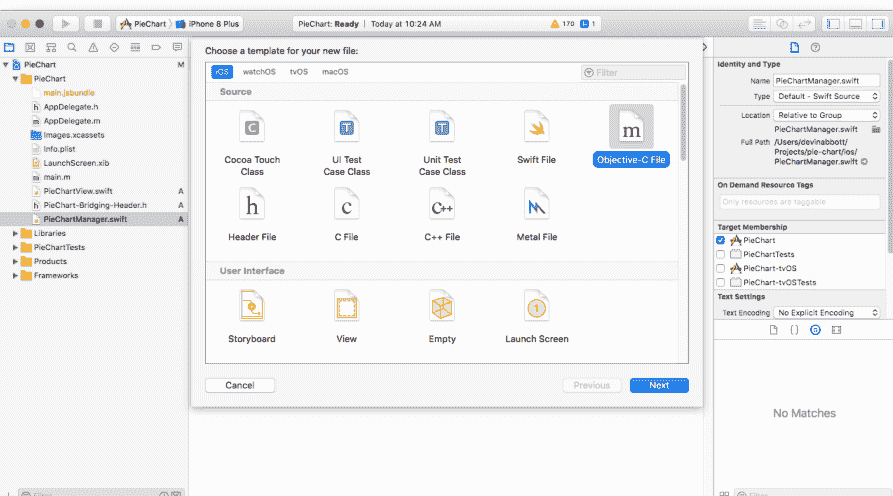 PieChart
iPhone 8 Plus
PieChart: Ready
Today at 10:24 AM
170
1
PieChart
M
PieChart
main.jsbundle
AppDelegate.h
AppDelegate.m
Images.xcassets
Info.plist
LaunchScreen.xib
main.m
PieChartView.swift
A
PieChart-Bridging-Header.h
A
PieChartManager.swift
A
Libraries
PieChartTests
Products
Frameworks
Choose a template for your new file:
iOS
watchOS
tvOS
macOS
Filter
Source
Cocoa Touch Class
UI Test Case Class
Unit Test Case Class
Swift File
Objective-C File
Header File
C File
C++ File
Metal File
User Interface
Storyboard
View
Empty
Launch Screen
Cancel
Previous
Next
Identity and Type
Name
PieChartManager.swift
Type
Default - Swift Source
Location
Relative to Group
PieChartManager.swift
Full Path
/Users/devinabbott/
Projects/pie-chart/ios/
PieChartManager.swift
On Demand Resource Tags
Only resources are taggable
Target Membership
PieChart
PieChartTests
PieChart-tvOS
PieChart-tvOSTests
Text Settings
Text Encoding
No Explicit Encoding
No Matches